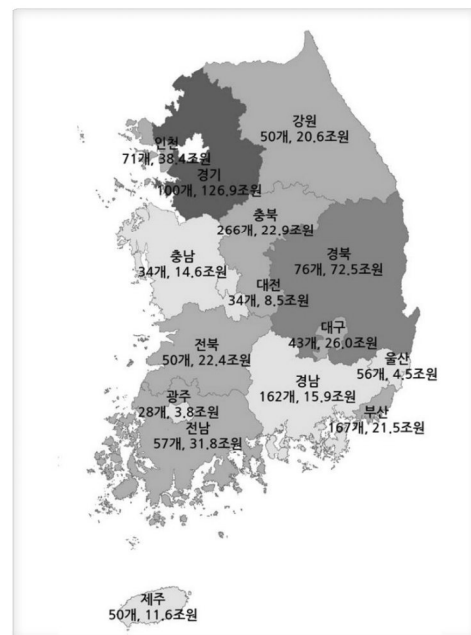 강원
50개, 20.6조원
인천
71개, 38.4조원
경기
100개, 126.9조원
충북
266개, 22.9조원
경북
76개, 72.5조원
충남
34개, 14.6조원
대전
34개, 8.5조원
대구
43개, 26.0조원
전북
50개, 22.4조원
울산
56개, 4.5조원
경남
162개, 15.9조원
광주
28개, 3.8조원
부산
167개, 21.5조원
전남
57개, 31.8조원
제주
50개, 11.6조원